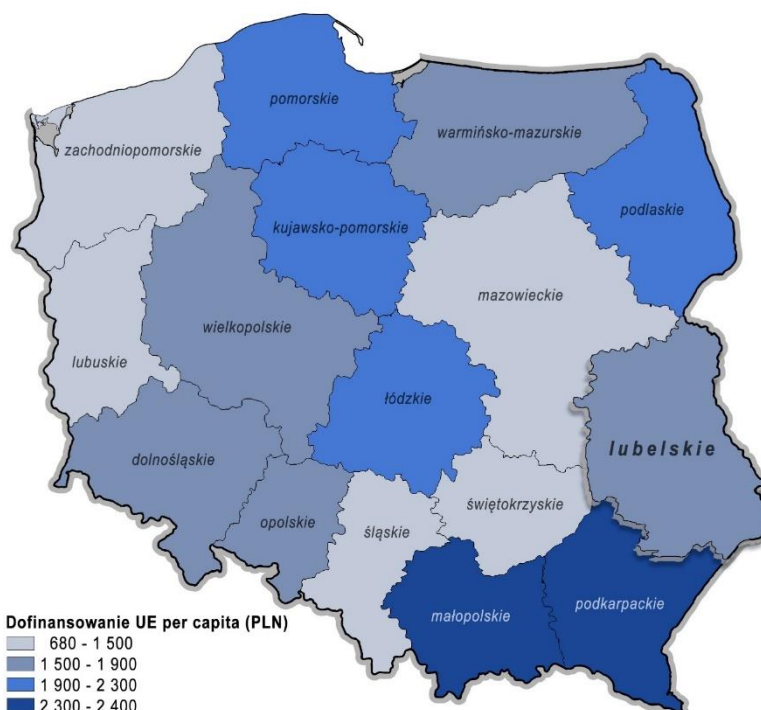 pomorskie
warmińsko-mazurskie
zachodniopomorskie
podlaskie
kujawsko-pomorskie
mazowieckie
wielkopolskie
lubuskie
łódzkie
lubelskie
dolnośląskie
świętokrzyskie
opolskie
śląskie
podkarpackie
małopolskie
Dofinansowanie UE per capita (PLN)
680 - 1 500
1 500 - 1 900
1 900 - 2 300
2 300 - 2 400